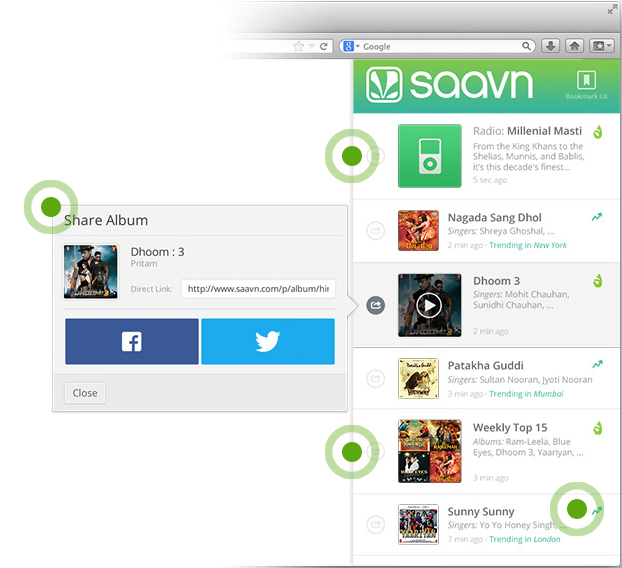 Google
saavn
Bookmark Us
Radio: Millenial Masti
From the King Khans to the
Shelias, Munnis, and Bablis,
it's this decade's finest...
5 sec ago
Share Album
Dhoom : 3
Pritam
Direct Link:
http://www.saavn.com/p/album/hir
Close
Nagada Sang Dhol
Singers: Shreya Ghoshal, ...
2 min ago · Trending in New York
Dhoom 3
Singers: Mohit Chauhan,
Sunidhi Chauhan, ...
2 min ago
Patakha Guddi
Singers: Sultan Nooran, Jyoti Nooran
3 min ago · Trending in Mumbai
Weekly Top 15
Albums: Ram-Leela, Blue
Eyes, Dhoom 3, Yaariyan, ...
3 min ago
Sunny Sunny
Singers: Yo Yo Honey Singh, ...
7 min ago · Trending in London